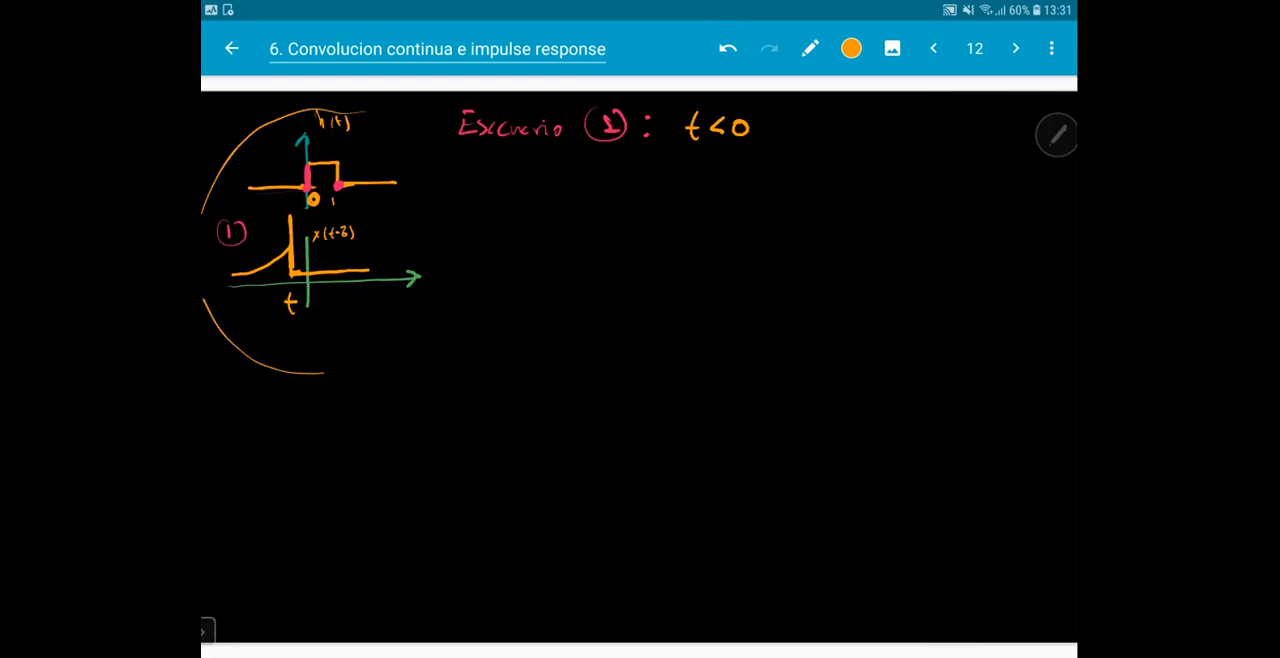 60% 13:31
6. Convolucion continua e impulse response
12
h(t)
Escenario ① : t < 0
0 1
①
x(t-z)
t